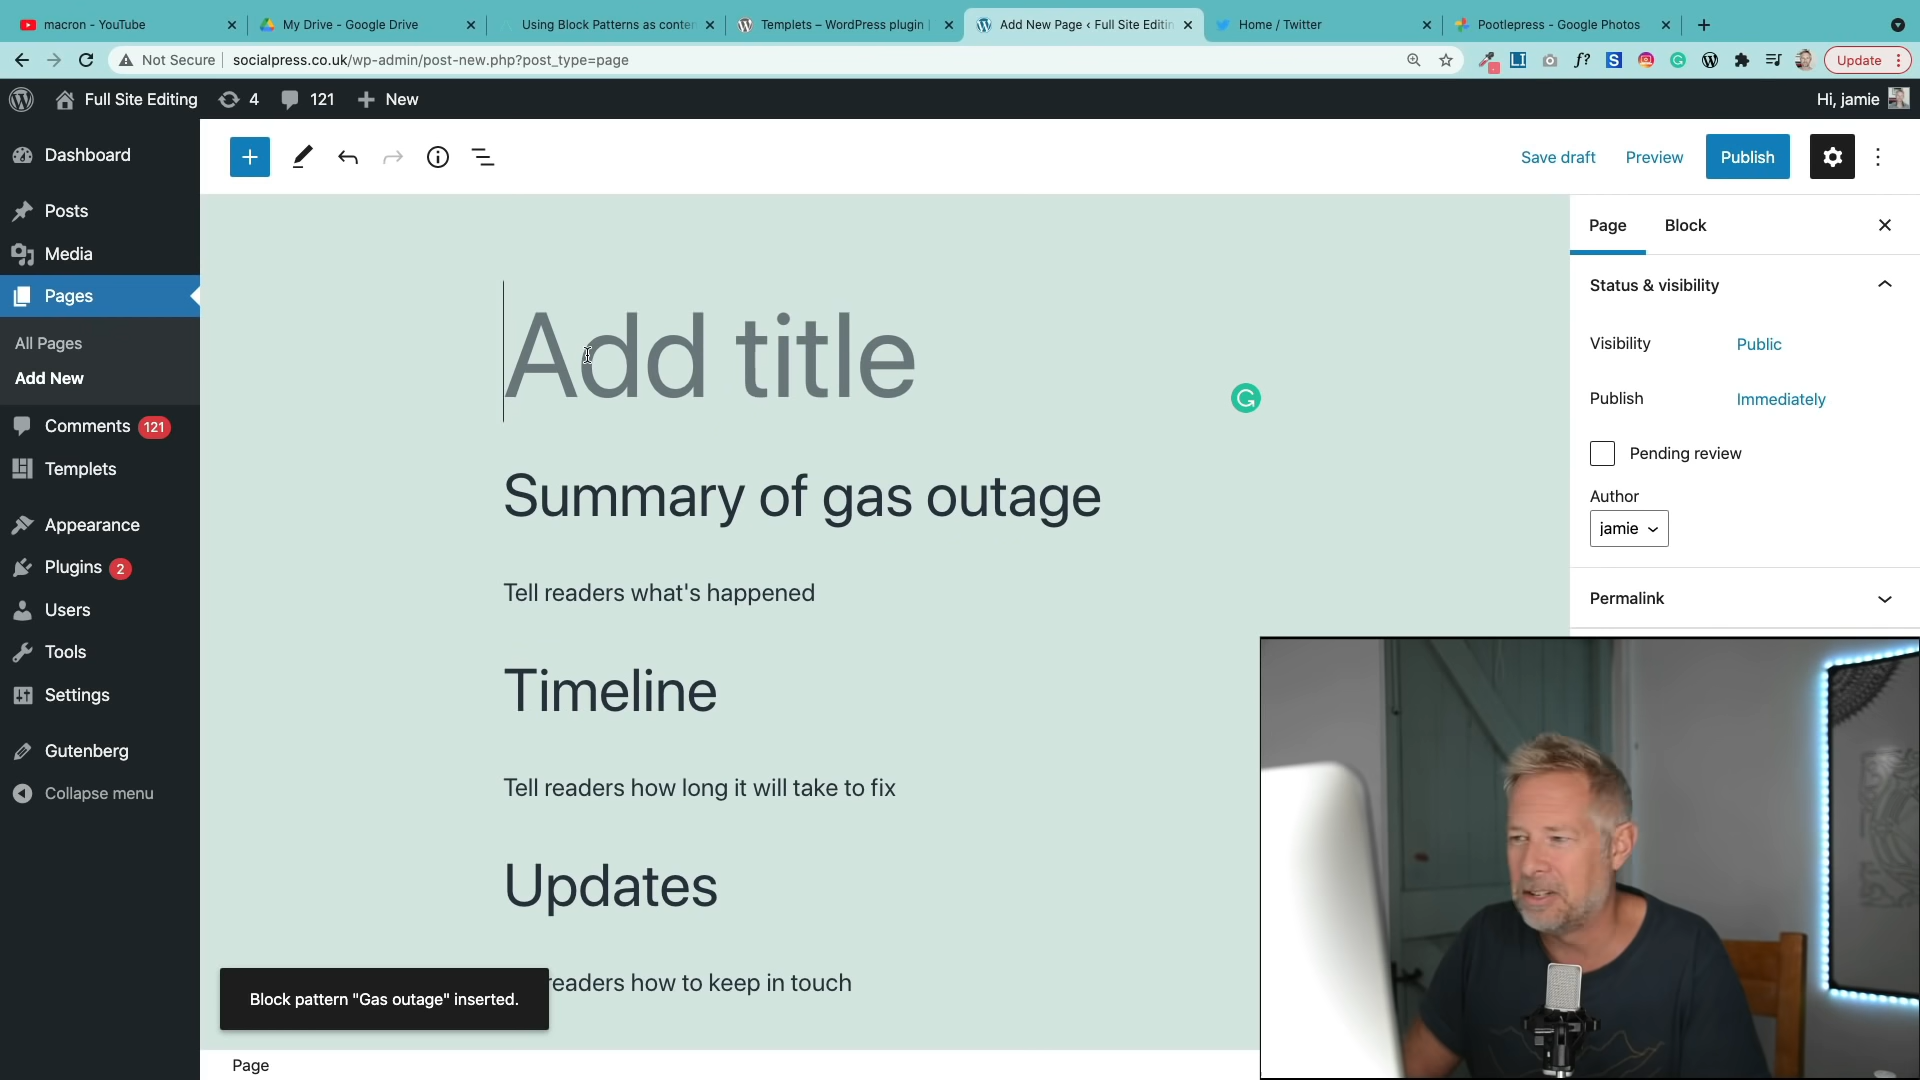 macron - YouTube
My Drive - Google Drive
Using Block Patterns as conten
Templets – WordPress plugin |
Add New Page ‹ Full Site Editin
Home / Twitter
Pootlepress - Google Photos
Not Secure
socialpress.co.uk/wp-admin/post-new.php?post_type=page
Update
Full Site Editing
4
121
New
Hi, jamie
Dashboard
Posts
Media
Pages
All Pages
Add New
Comments 121
Templets
Appearance
Plugins 2
Users
Tools
Settings
Gutenberg
Collapse menu
Save draft
Preview
Publish
Add title
Summary of gas outage
Tell readers what's happened
Timeline
Tell readers how long it will take to fix
Updates
readers how to keep in touch
Block pattern "Gas outage" inserted.
Page
Page
Block
Status & visibility
Visibility
Public
Publish
Immediately
Pending review
Author
jamie
Permalink